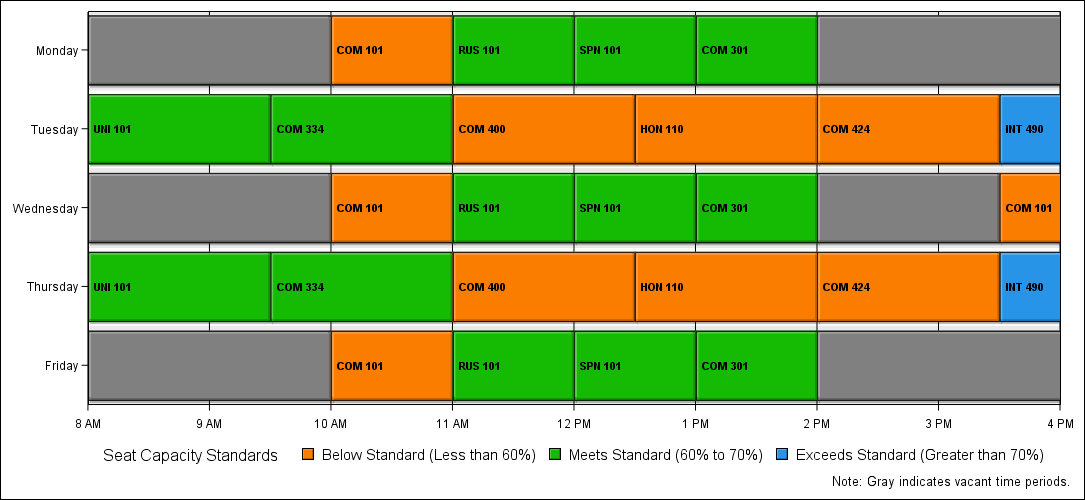 Monday
COM 101 RUS 101 SPN 101 COM 301
Tuesday
UNI 101 COM 334 COM 400 HON 110 COM 424 INT 490
Wednesday
COM 101 RUS 101 SPN 101 COM 301 COM 101
Thursday
UNI 101 COM 334 COM 400 HON 110 COM 424 INT 490
Friday
COM 101 RUS 101 SPN 101 COM 301
8 AM 9 AM 10 AM 11 AM 12 PM 1 PM 2 PM 3 PM 4 PM
Seat Capacity Standards Below Standard (Less than 60%) Meets Standard (60% to 70%) Exceeds Standard (Greater than 70%)
Note: Gray indicates vacant time periods.